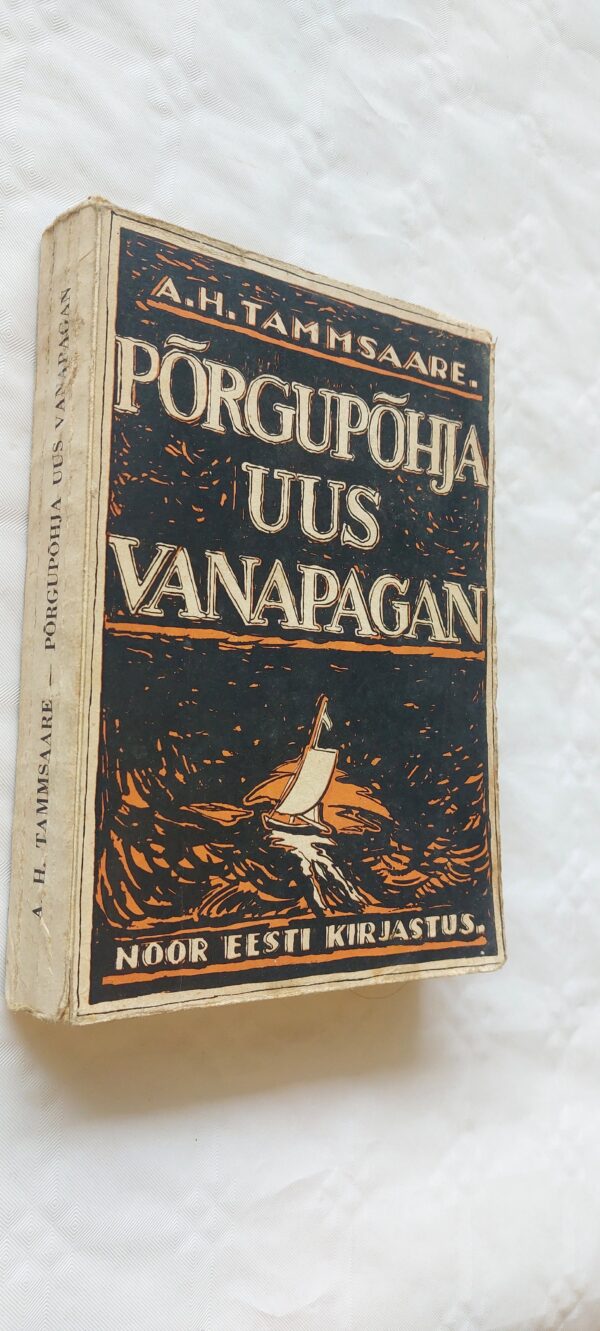 A.H.TAMMSAARE.
PÕRGUPÕHJA
UUS
VANAPAGAN
NOOR EESTI KIRJASTUS.
A. H. TAMMSAARE — PÕRGUPÕHJA UUS VANAPAGAN